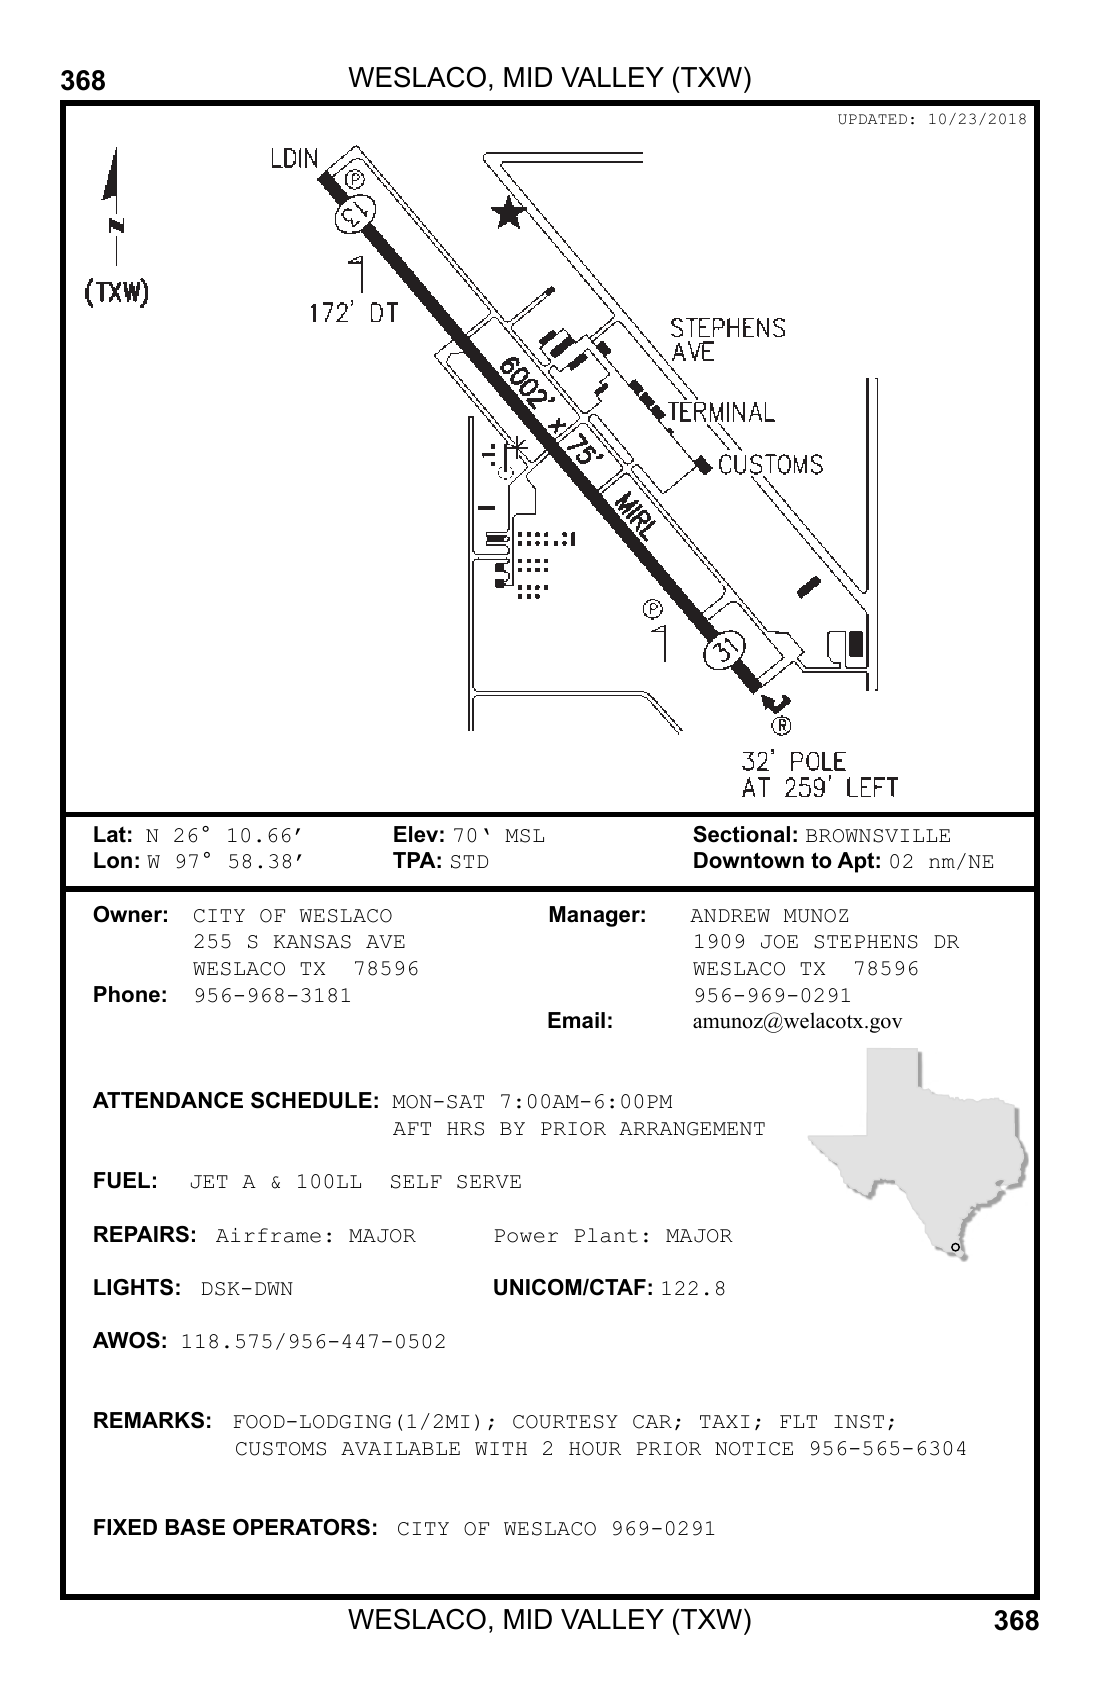 368 WESLACO, MID VALLEY (TXW)
UPDATED: 10/23/2018
LDIN
P
13
N
(TXW)
172' DT
STEPHENS
AVE
6002' x 75'
TERMINAL
CUSTOMS
MIRL
P
31
R
32' POLE
AT 259' LEFT
Lat: N 26° 10.66’ Elev: 70‘ MSL Sectional: BROWNSVILLE
Lon: W 97° 58.38’ TPA: STD Downtown to Apt: 02 nm/NE
Owner: CITY OF WESLACO Manager: ANDREW MUNOZ
255 S KANSAS AVE 1909 JOE STEPHENS DR
WESLACO TX 78596 WESLACO TX 78596
Phone: 956-968-3181 956-969-0291
Email: amunoz@welacotx.gov
ATTENDANCE SCHEDULE: MON-SAT 7:00AM-6:00PM
AFT HRS BY PRIOR ARRANGEMENT
FUEL: JET A & 100LL SELF SERVE
REPAIRS: Airframe: MAJOR Power Plant: MAJOR
LIGHTS: DSK-DWN UNICOM/CTAF: 122.8
AWOS: 118.575/956-447-0502
REMARKS: FOOD-LODGING(1/2MI); COURTESY CAR; TAXI; FLT INST;
CUSTOMS AVAILABLE WITH 2 HOUR PRIOR NOTICE 956-565-6304
FIXED BASE OPERATORS: CITY OF WESLACO 969-0291
WESLACO, MID VALLEY (TXW) 368